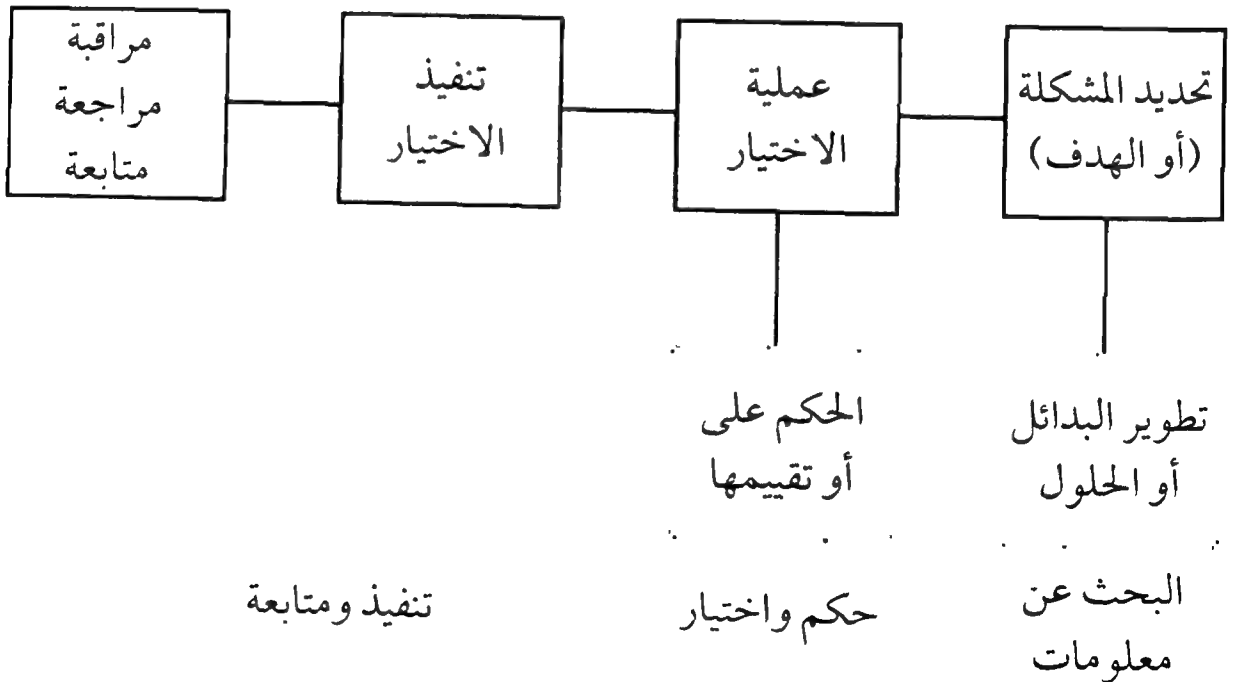 تحديد المشكلة
(أو الهدف)
عملية
الاختيار
تنفيذ
الاختيار
مراقبة
مراجعة
متابعة
تطوير البدائل
أو الحلول
الحكم على
أو تقييمها
البحث عن
معلومات
حكم واختيار
تنفيذ ومتابعة